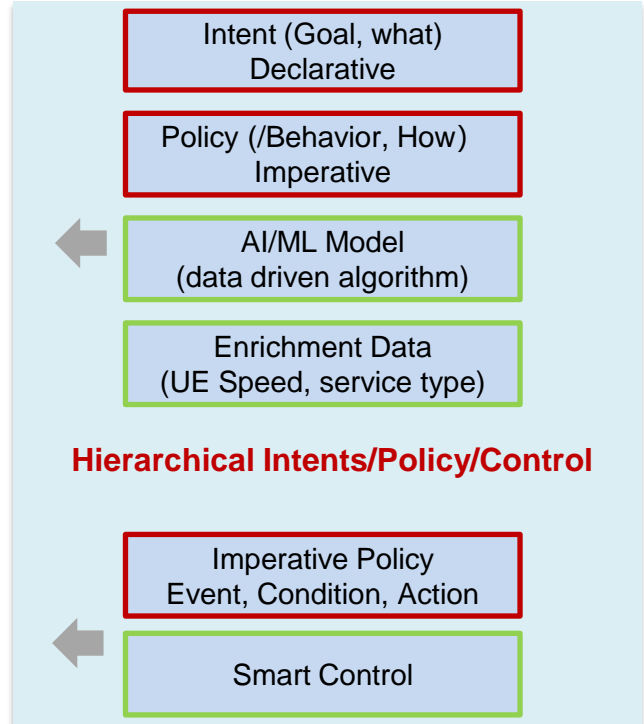 Intent (Goal, what)
Declarative
Policy (/Behavior, How)
Imperative
AI/ML Model
(data driven algorithm)
Enrichment Data
(UE Speed, service type)
Hierarchical Intents/Policy/Control
Imperative Policy
Event, Condition, Action
Smart Control